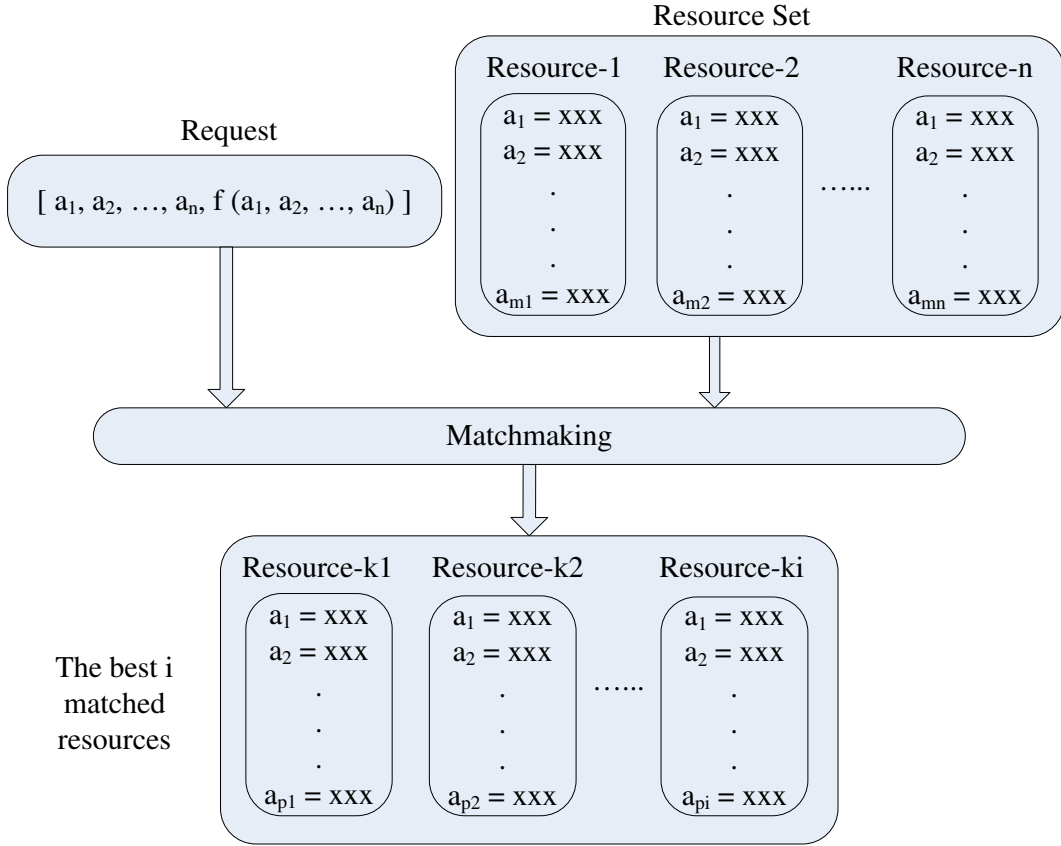 Resource Set
Resource-1 Resource-2 Resource-n
a1 = xxx a1 = xxx a1 = xxx
a2 = xxx a2 = xxx a2 = xxx
. . .
…...
. . .
. . .
am1 = xxx am2 = xxx amn = xxx
Request
[ a1, a2, …, an, f (a1, a2, …, an) ]
Matchmaking
Resource-k1 Resource-k2 Resource-ki
a1 = xxx a1 = xxx a1 = xxx
a2 = xxx a2 = xxx a2 = xxx
. . .
…...
. . .
. . .
ap1 = xxx ap2 = xxx api = xxx
The best i
matched
resources